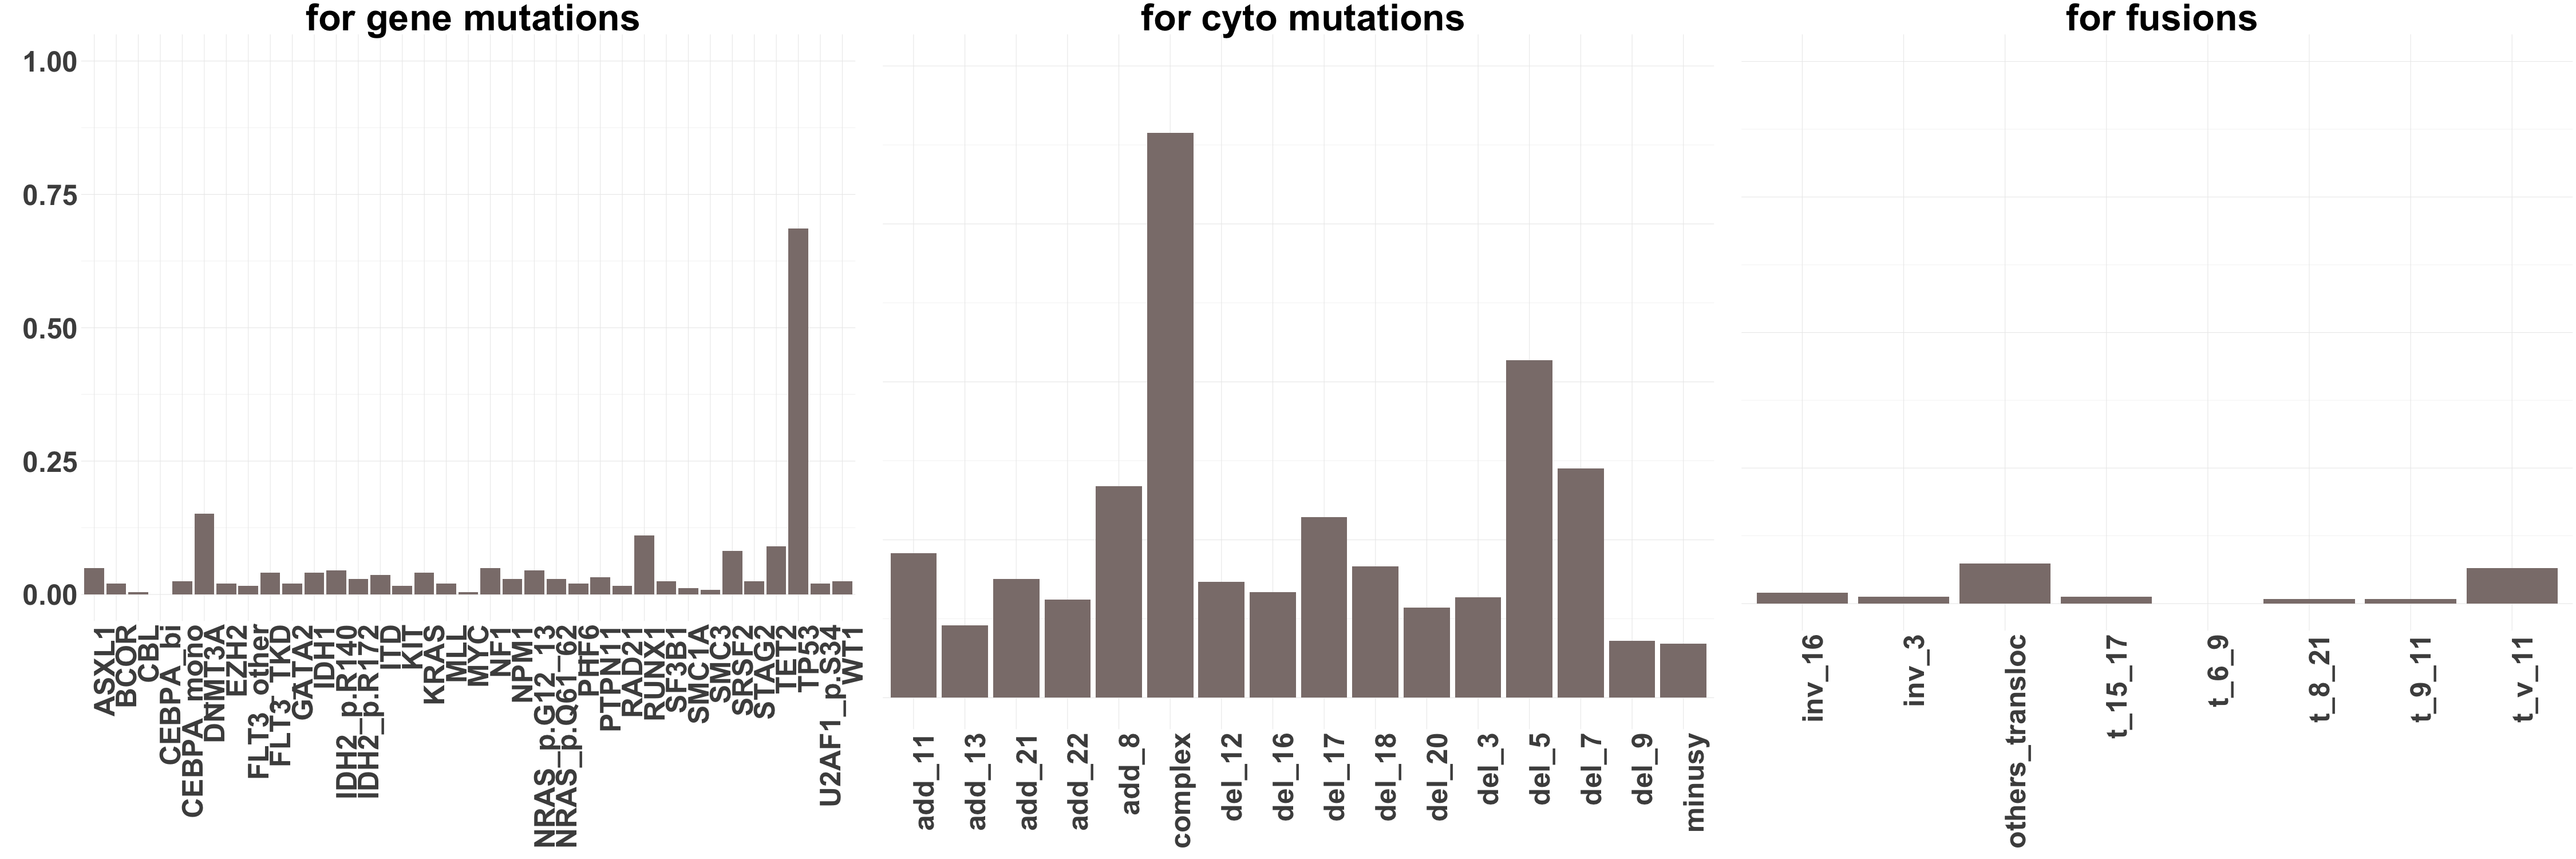 for gene mutations
for cyto mutations
for fusions
1.00
0.75
0.50
0.25
0.00
ASXL1
BCOR
CBL
CEBPA_bi
CEBPA_mono
DNMT3A
EZH2
FLT3_other
FLT3_TKD
GATA2
IDH1
IDH2_p.R140
IDH2_p.R172
ITD
KIT
KRAS
MLL
MYC
NF1
NPM1
NRAS_p.G12_13
NRAS_p.Q61_62
PHF6
PTPN11
RAD21
RUNX1
SF3B1
SMC1A
SMC3
SRSF2
STAG2
TET2
TP53
U2AF1_p.S34
WT1
add_11
add_13
add_21
add_22
add_8
complex
del_12
del_16
del_17
del_18
del_20
del_3
del_5
del_7
del_9
minusy
inv_16
inv_3
others_transloc
t_15_17
t_6_9
t_8_21
t_9_11
t_v_11